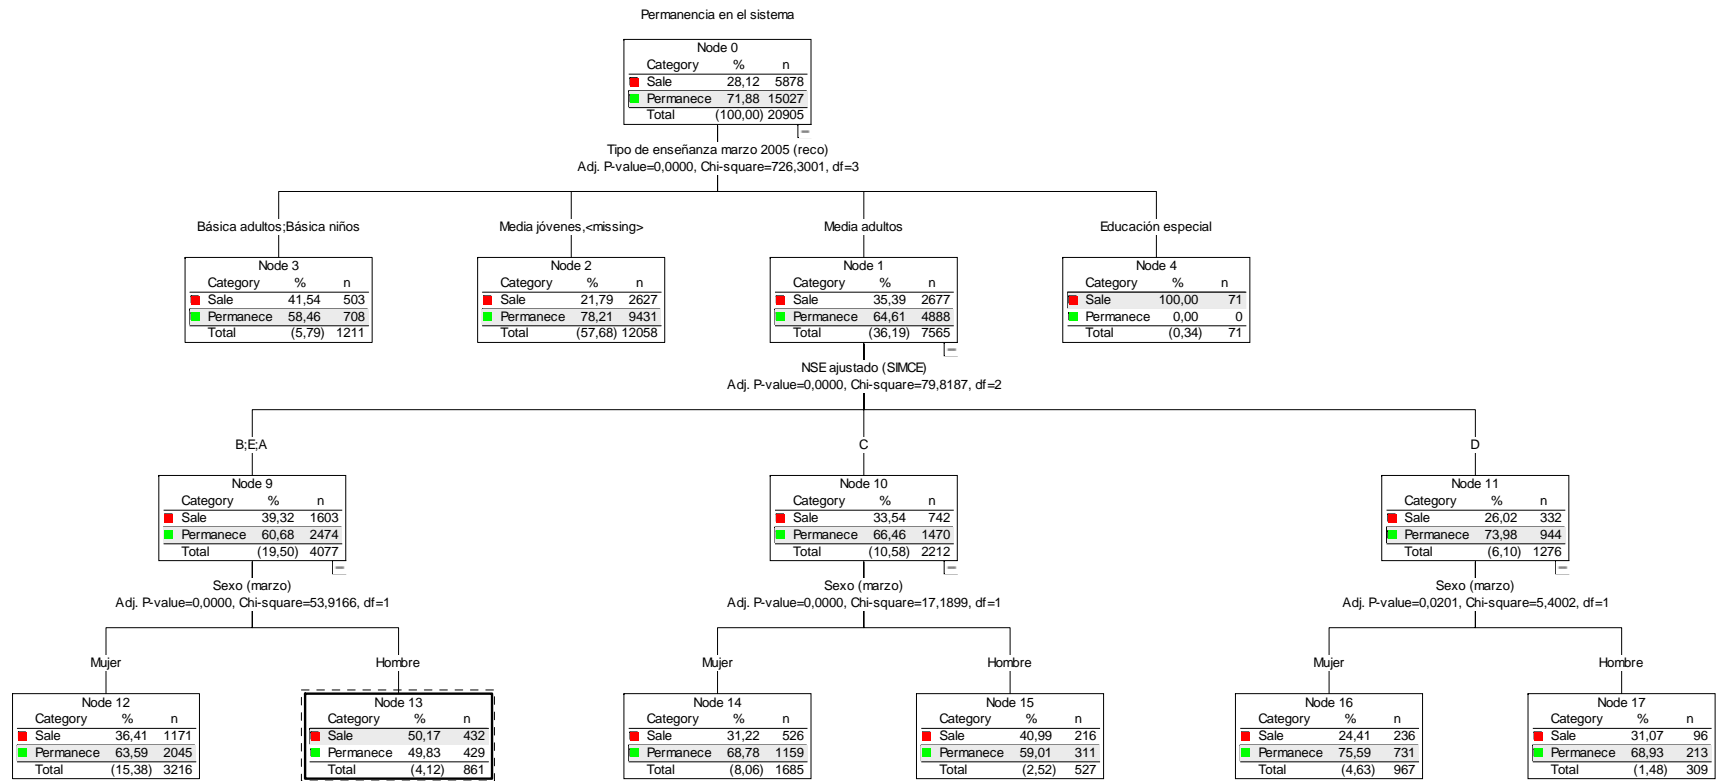 Permanencia en el sistema
Node 0
Category % n
Sale 28,12 5878
Permanece 71,88 15027
Total (100,00) 20905
Tipo de enseñanza marzo 2005 (reco)
Adj. P-value=0,0000, Chi-square=726,3001, df=3
Básica adultos;Básica niños
Node 3
Category % n
Sale 41,54 503
Permanece 58,46 708
Total (5,79) 1211
Media jóvenes,<missing>
Node 2
Category % n
Sale 21,79 2627
Permanece 78,21 9431
Total (57,68) 12058
Media adultos
Node 1
Category % n
Sale 35,39 2677
Permanece 64,61 4888
Total (36,19) 7565
Educación especial
Node 4
Category % n
Sale 100,00 71
Permanece 0,00 0
Total (0,34) 71
NSE ajustado (SIMCE)
Adj. P-value=0,0000, Chi-square=79,8187, df=2
B;E;A
Node 9
Category % n
Sale 39,32 1603
Permanece 60,68 2474
Total (19,50) 4077
C
Node 10
Category % n
Sale 33,54 742
Permanece 66,46 1470
Total (10,58) 2212
D
Node 11
Category % n
Sale 26,02 332
Permanece 73,98 944
Total (6,10) 1276
Sexo (marzo)
Adj. P-value=0,0000, Chi-square=53,9166, df=1
Sexo (marzo)
Adj. P-value=0,0000, Chi-square=17,1899, df=1
Sexo (marzo)
Adj. P-value=0,0201, Chi-square=5,4002, df=1
Mujer
Node 12
Category % n
Sale 36,41 1171
Permanece 63,59 2045
Total (15,38) 3216
Hombre
Node 13
Category % n
Sale 50,17 432
Permanece 49,83 429
Total (4,12) 861
Mujer
Node 14
Category % n
Sale 31,22 526
Permanece 68,78 1159
Total (8,06) 1685
Hombre
Node 15
Category % n
Sale 40,99 216
Permanece 59,01 311
Total (2,52) 527
Mujer
Node 16
Category % n
Sale 24,41 236
Permanece 75,59 731
Total (4,63) 967
Hombre
Node 17
Category % n
Sale 31,07 96
Permanece 68,93 213
Total (1,48) 309